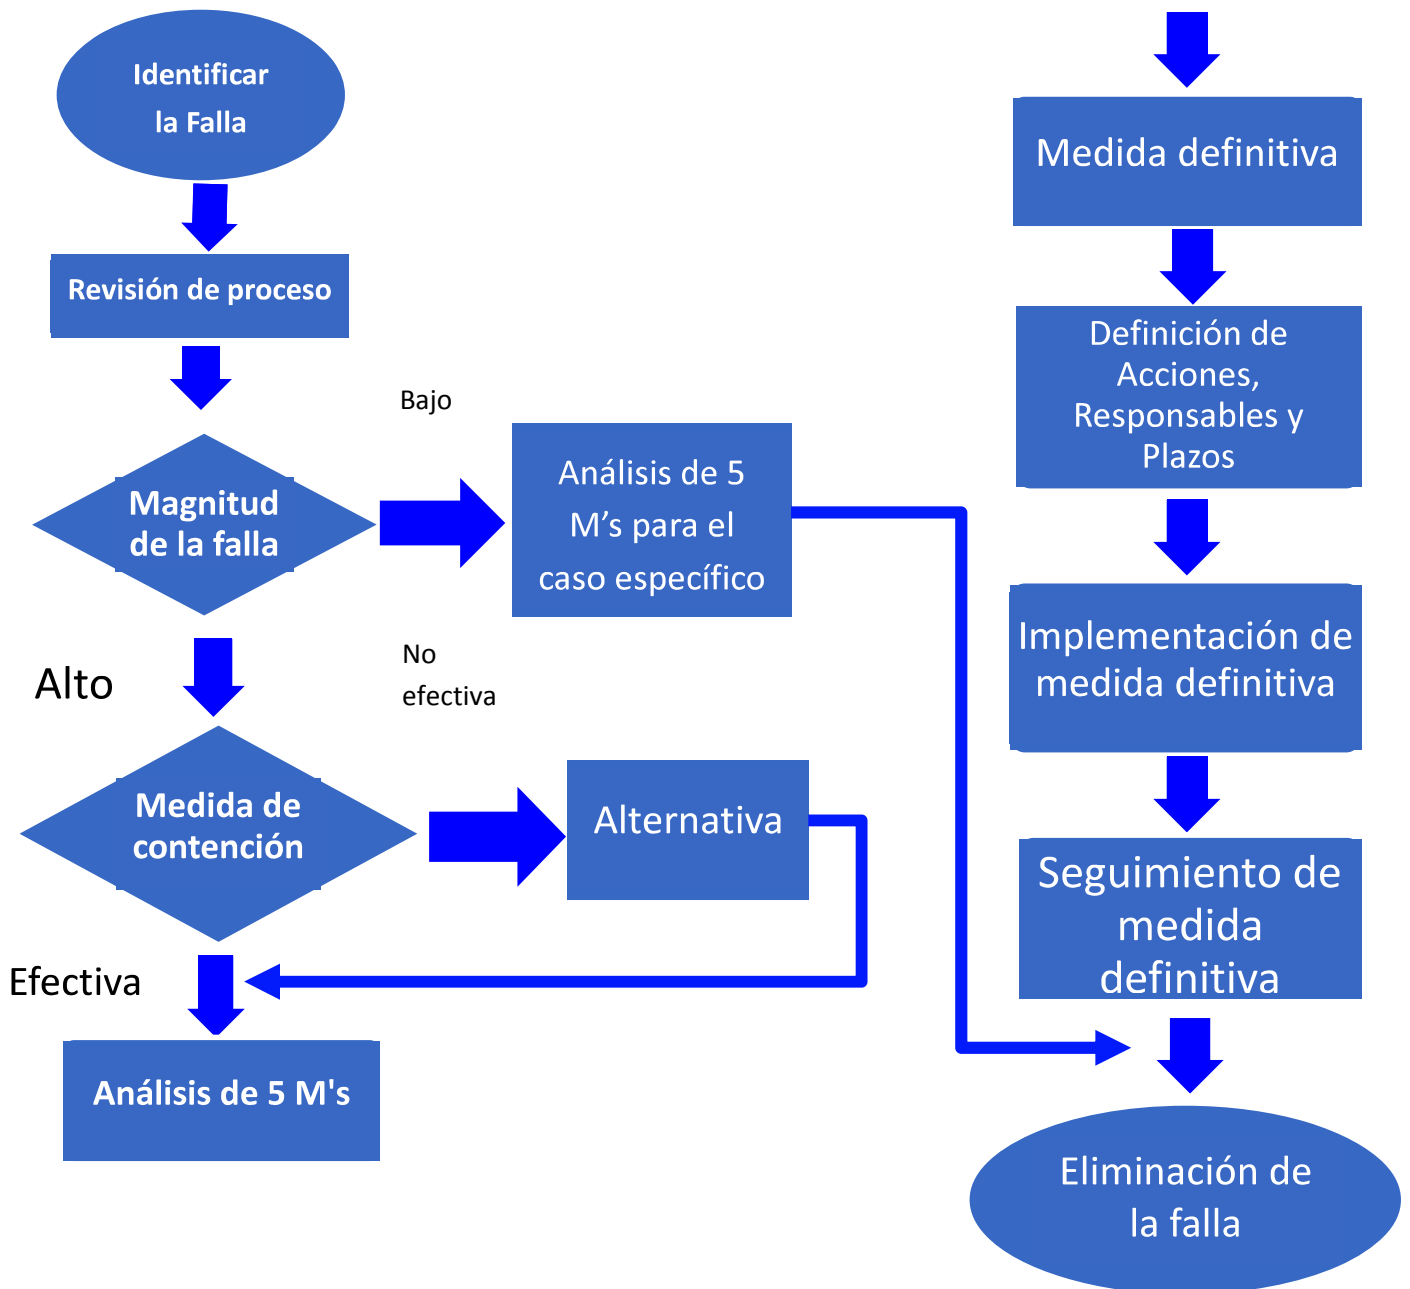 Identificar
la Falla
Revisión de proceso
Bajo
Magnitud
de la falla
Análisis de 5
M’s para el
caso específico
Alto
No
efectiva
Medida de
contención
Alternativa
Efectiva
Análisis de 5 M's
Medida definitiva
Definición de
Acciones,
Responsables y
Plazos
Implementación de
medida definitiva
Seguimiento de
medida
definitiva
Eliminación de
la falla